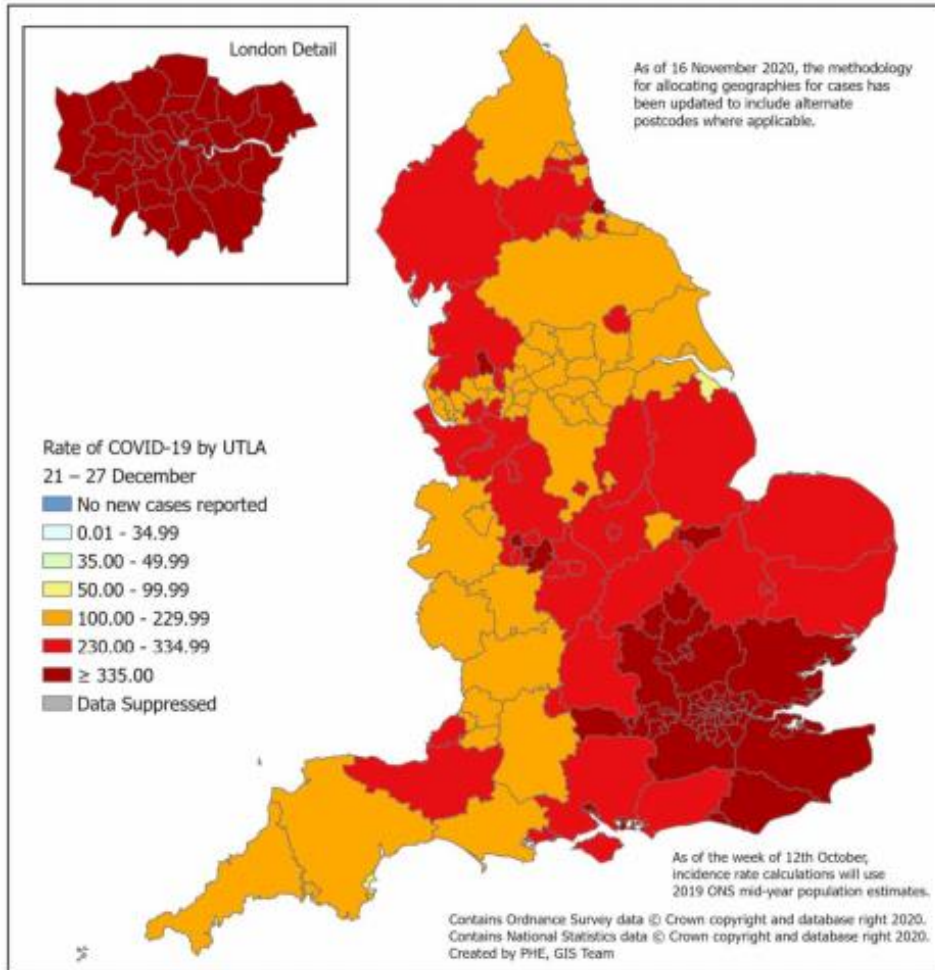 London Detail
As of 16 November 2020, the methodology
for allocating geographies for cases has
been updated to include alternate
postcodes where applicable.
Rate of COVID-19 by UTLA
21 – 27 December
No new cases reported
0.01 - 34.99
35.00 - 49.99
50.00 - 99.99
100.00 - 229.99
230.00 - 334.99
≥ 335.00
Data Suppressed
As of the week of 12th October,
incidence rate calculations will use
2019 ONS mid-year population estimates.
Contains Ordnance Survey data © Crown copyright and database right 2020.
Contains National Statistics data © Crown copyright and database right 2020.
Created by PHE, GIS Team